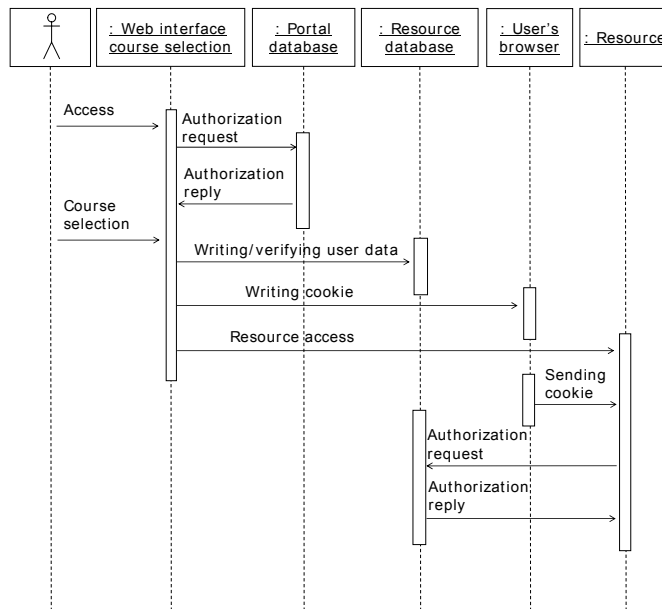 : Web interface
course selection
: Portal
database
: Resource
database
: User's
browser
: Resource
Access
Authorization
request
Authorization
reply
Course
selection
Writing/verifying user data
Writing cookie
Resource access
Sending
cookie
Authorization
request
Authorization
reply